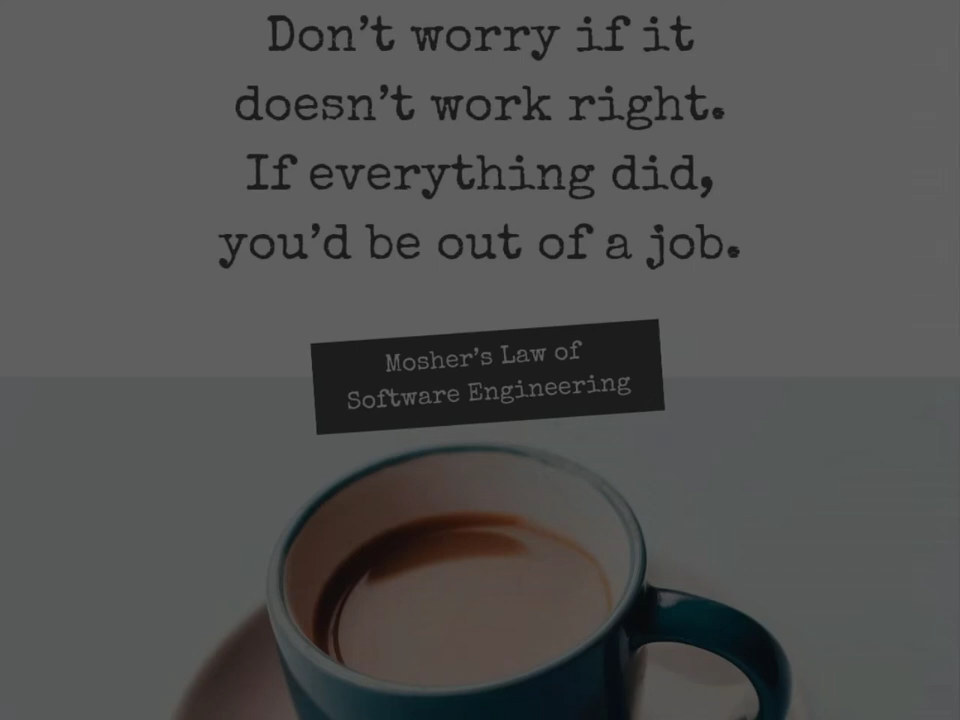 Don’t worry if it
doesn’t work right.
If everything did,
you’d be out of a job.
Mosher’s Law of
Software Engineering